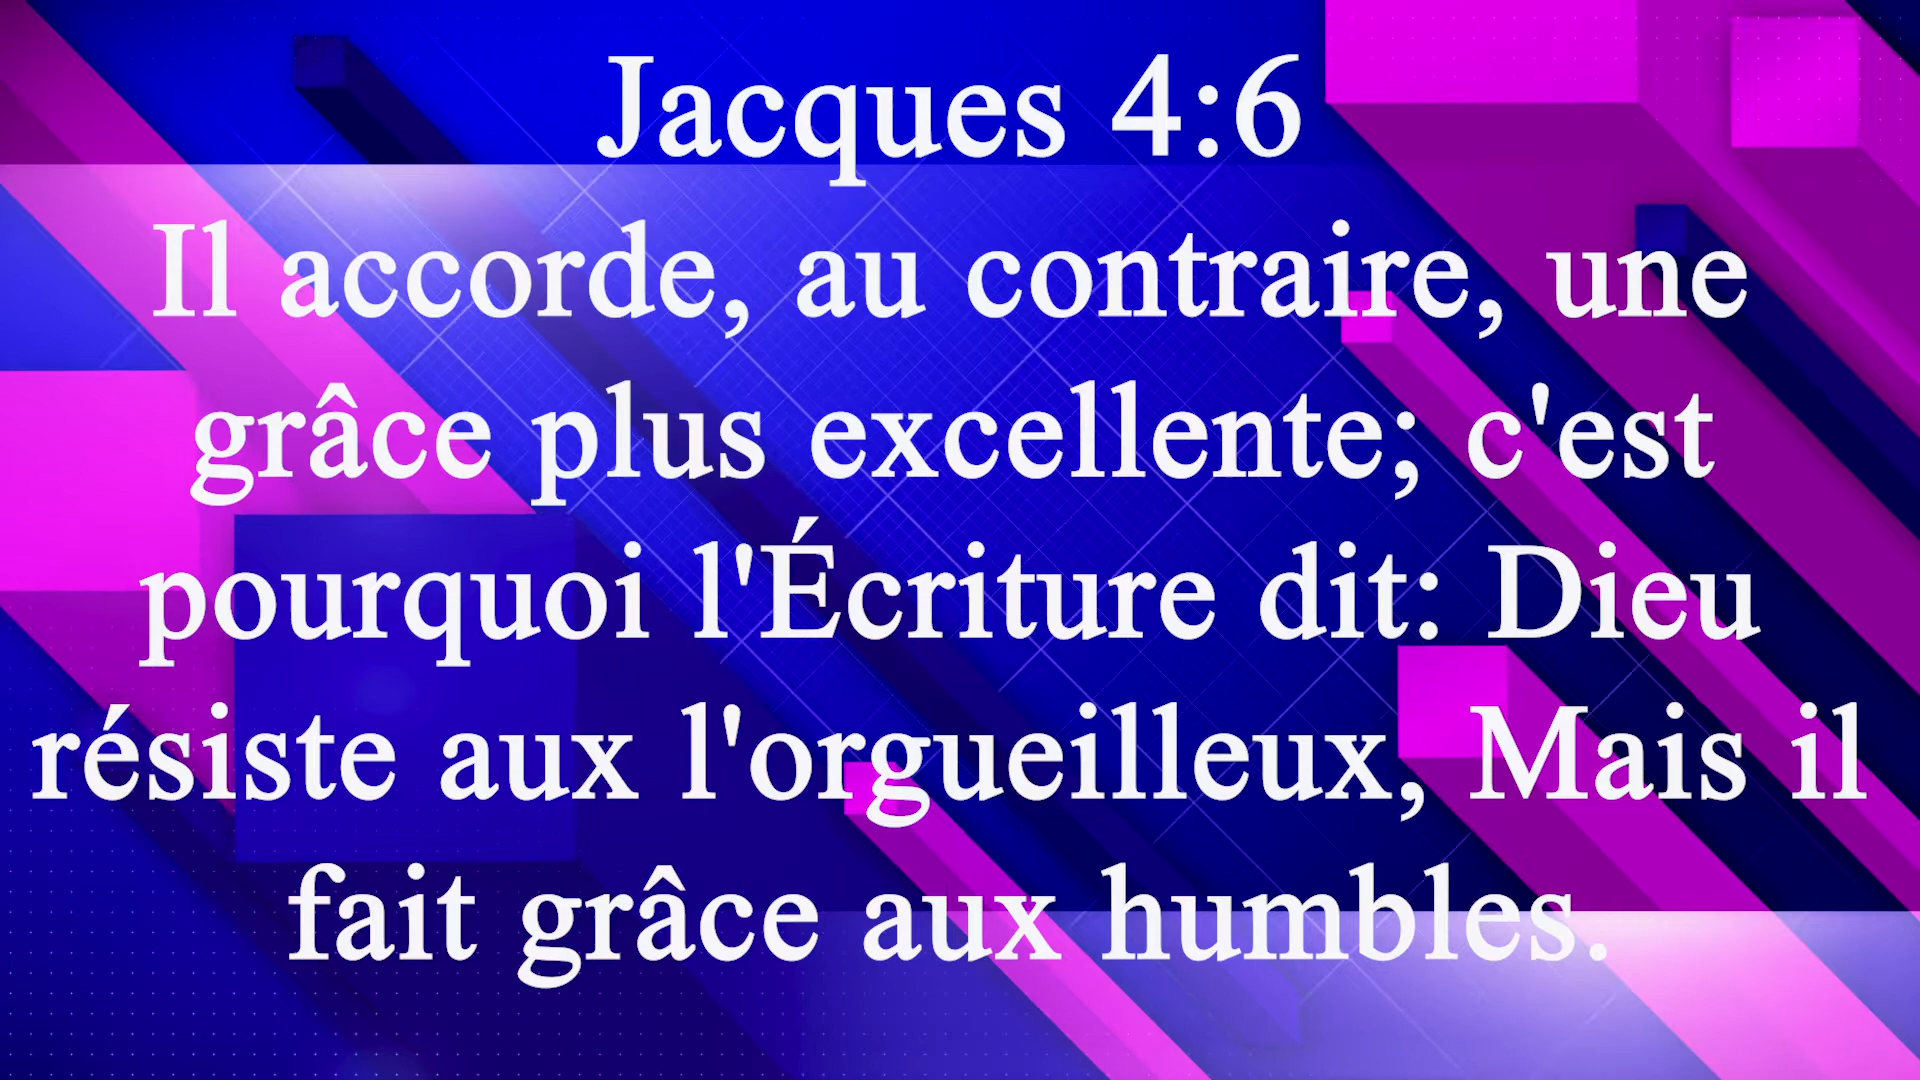 Jacques 4:6
Il accorde, au contraire, une
grâce plus excellente; c'est
pourquoi l'Écriture dit: Dieu
résiste aux l'orgueilleux, Mais il
fait grâce aux humbles.